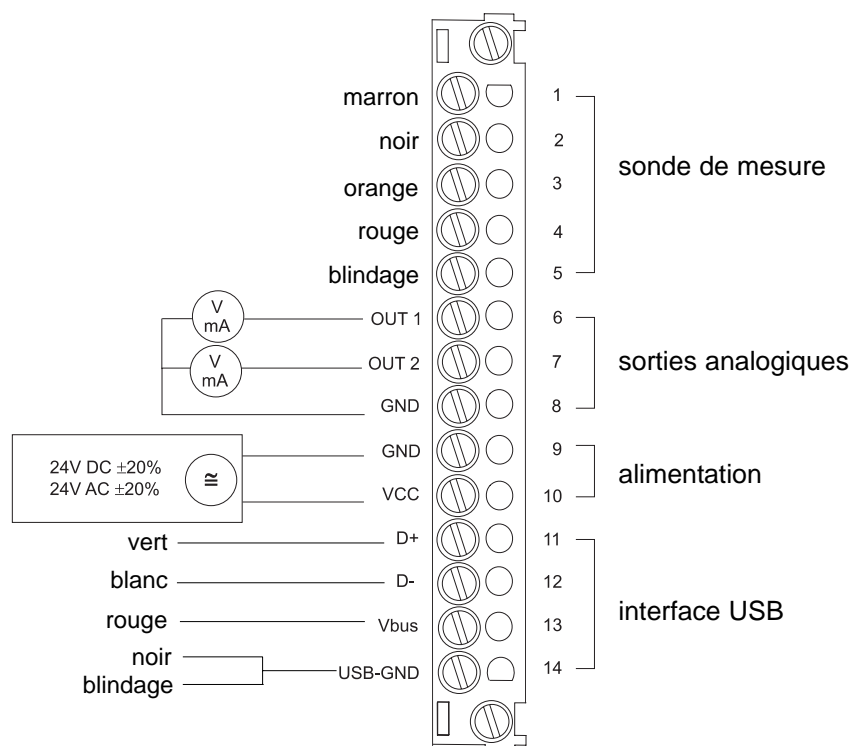 marron 1
noir 2
orange 3
rouge 4
blindage 5
sonde de mesure
V
mA
OUT 1 6
V
mA
OUT 2 7
GND 8
sorties analogiques
24V DC ±20%
24V AC ±20%
≅
GND 9
VCC 10
alimentation
vert D+ 11
blanc D- 12
rouge Vbus 13
noir
blindage
USB-GND 14
interface USB